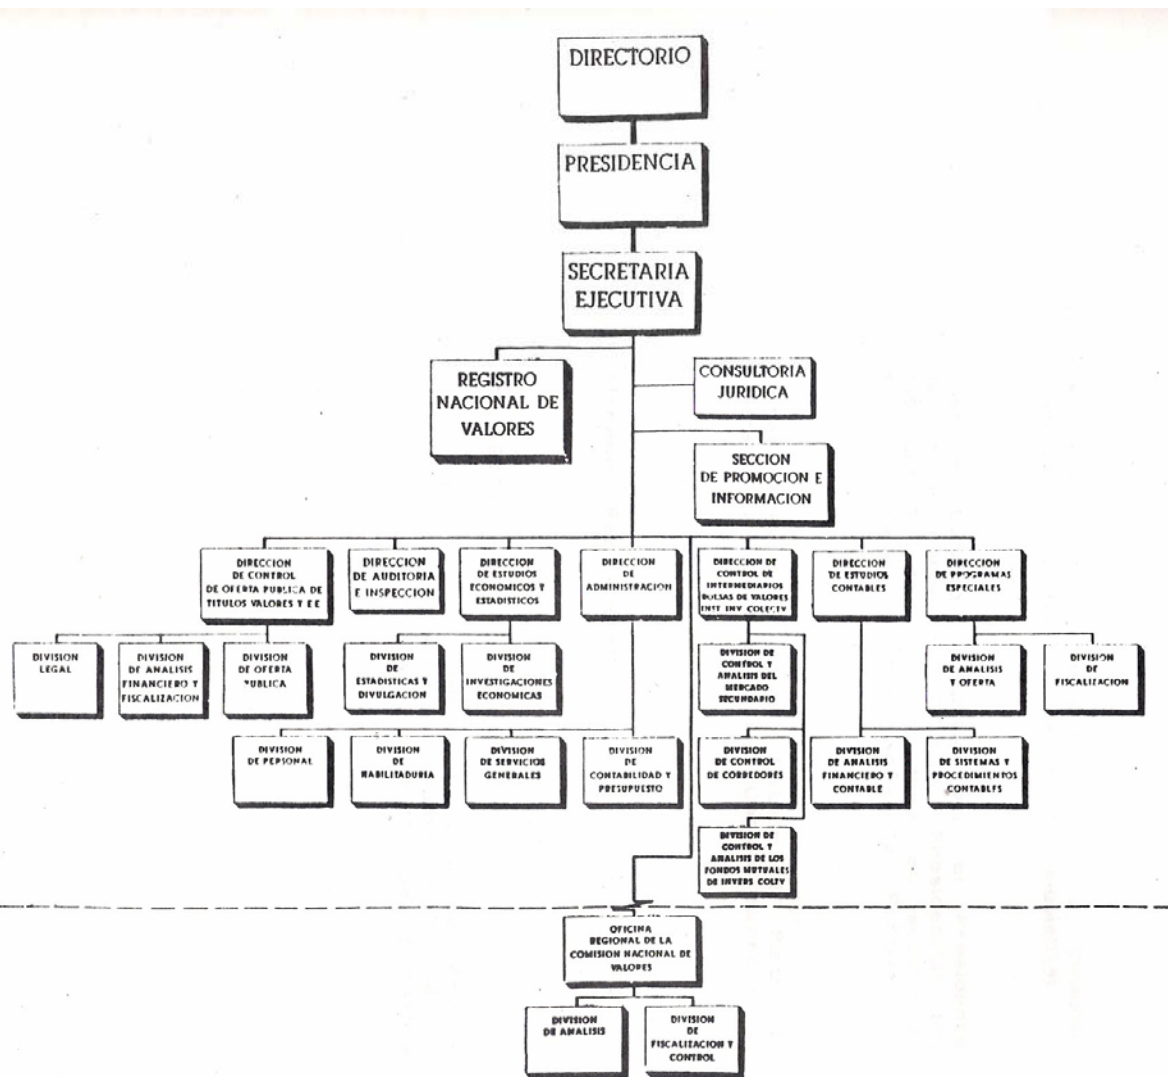 DIRECTORIO
PRESIDENCIA
SECRETARIA
EJECUTIVA
REGISTRO
NACIONAL DE
VALORES
CONSULTORIA
JURIDICA
SECCION
DE PROMOCION E
INFORMACION
DIRECCION
DE CONTROL
DE OFERTA PUBLICA DE
TITULOS VALORES Y E E
DIRECCION
DE AUDITORIA
E INSPECCION
DIRECCION
DE ESTUDIOS
ECONOMICOS Y
ESTADISTICOS
DIRECCION
DE
ADMINISTRACION
DIRECCION DE
CONTROL DE
INTERMEDIARIOS
BOLSAS DE VALORES
INST INV COLECTV
DIRECCION
DE ESTUDIOS
CONTABLES
DIRECCION
DE PROGRAMAS
ESPECIALES
DIVISION
LEGAL
DIVISION
DE ANALISIS
FINANCIERO Y
FISCALIZACION
DIVISION
DE OFERTA
PUBLICA
DIVISION
DE
ESTADISTICAS Y
DIVULGACION
DIVISION
DE
INVESTIGACIONES
ECONOMICAS
DIVISION DE
CONTROL Y
ANALISIS DEL
MERCADO
SECUNDARIO
DIVISION
DE ANALISIS
Y OFERTA
DIVISION
DE
FISCALIZACION
DIVISION
DE PERSONAL
DIVISION
DE
HABILITADURIA
DIVISION
DE SERVICIOS
GENERALES
DIVISION
DE
CONTABILIDAD Y
PRESUPUESTO
DIVISION
DE CONTROL
DE CORREDORES
DIVISION
DE ANALISIS
FINANCIERO Y
CONTABLE
DIVISION DE
SISTEMAS Y
PROCEDIMIENTOS
CONTABLES
DIVISION DE
CONTROL Y
ANALISIS DE LOS
FONDOS MUTUALES
DE INVERS COLTV
OFICINA
REGIONAL DE LA
COMISION NACIONAL DE
VALORES
DIVISION
DE ANALISIS
DIVISION
DE
FISCALIZACION Y
CONTROL